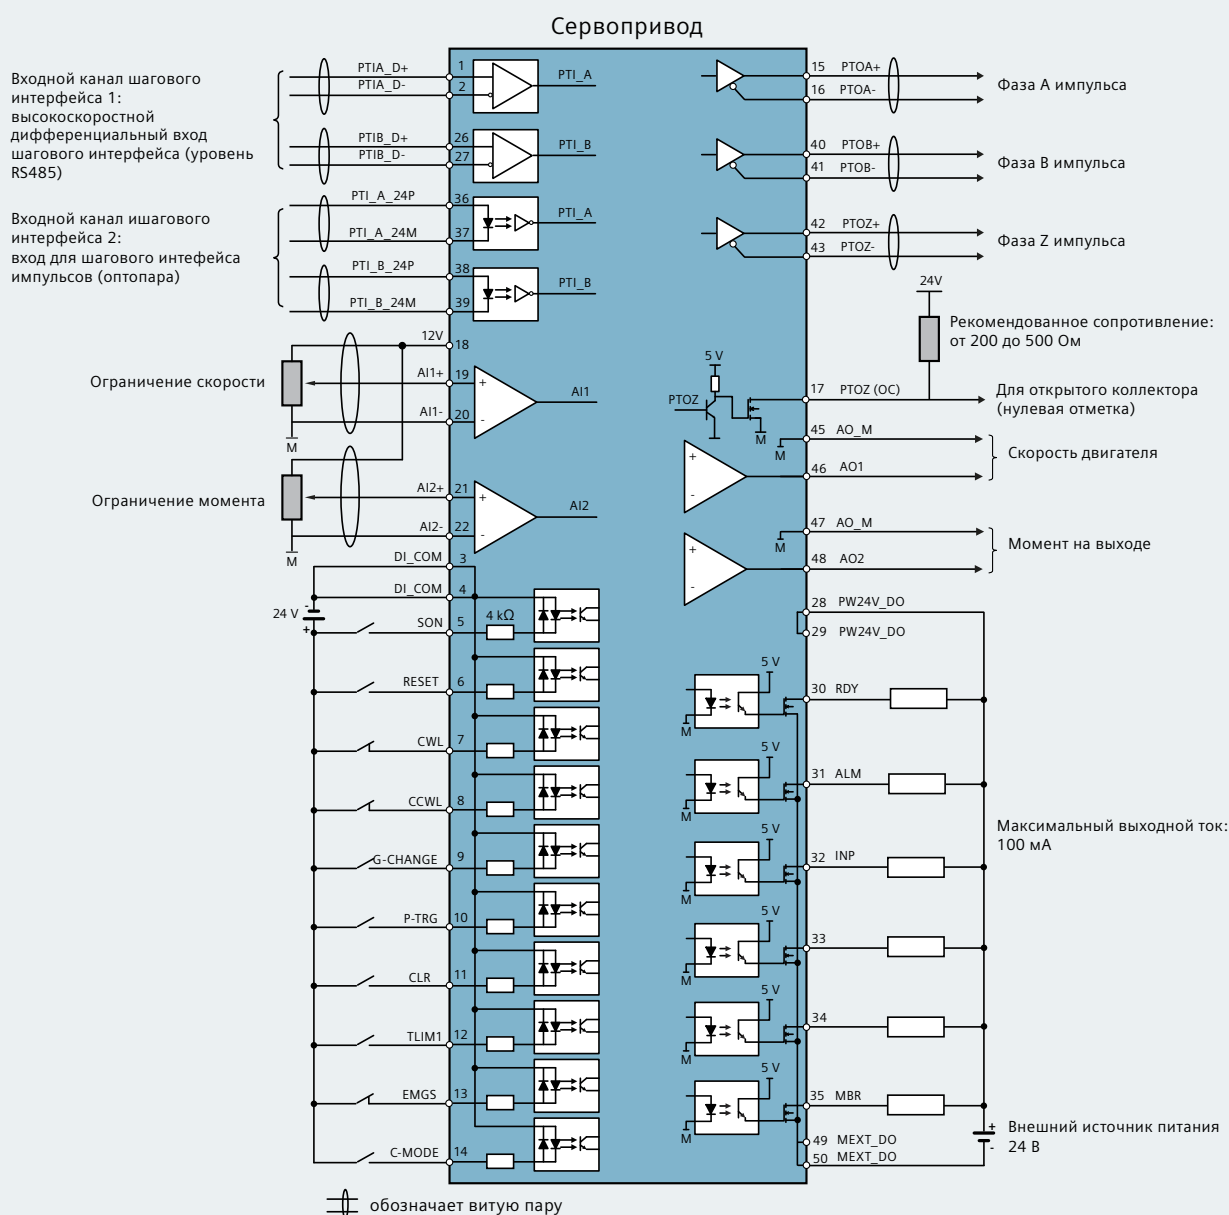 Сервопривод
Входной канал шагового
интерфейса 1:
высокоскоростной
дифференциальный вход
шагового интерфейса (уровень
RS485)
PTIA_D+ 1
PTIA_D- 2
PTI_A
PTIB_D+ 26
PTIB_D- 27
PTI_B
Входной канал ишагового
интерфейса 2:
вход для шагового интефейса
импульсов (оптопара)
PTI_A_24P 36
PTI_A_24M 37
PTI_A
PTI_B_24P 38
PTI_B_24M 39
PTI_B
12V 18
Ограничение скорости
AI1+ 19 +
AI1- 20 -
AI1
M
Ограничение момента
AI2+ 21 +
AI2- 22 -
AI2
M
DI_COM 3
DI_COM 4
24 V - +
SON 5 4 kΩ
RESET 6
CWL 7
CCWL 8
G-CHANGE 9
P-TRG 10
CLR 11
TLIM1 12
EMGS 13
C-MODE 14
15 PTOA+
16 PTOA-
Фаза A импульса
40 PTOB+
41 PTOB-
Фаза B импульса
42 PTOZ+
43 PTOZ-
Фаза Z импульса
24V
Рекомендованное сопротивление:
от 200 до 500 Ом
5 V
PTOZ
M
17 PTOZ (OC)
Для открытого коллектора
(нулевая отметка)
45 AO_M
M
+
-
46 AO1
Скорость двигателя
47 AO_M
M
+
-
48 AO2
Момент на выходе
28 PW24V_DO
29 PW24V_DO
5 V
30 RDY
M
5 V
31 ALM
M
Максимальный выходной ток:
100 мА
5 V
32 INP
M
5 V
33
M
5 V
34
M
5 V
35 MBR
M
+
-
Внешний источник питания
24 В
49 MEXT_DO
50 MEXT_DO
обозначает витую пару